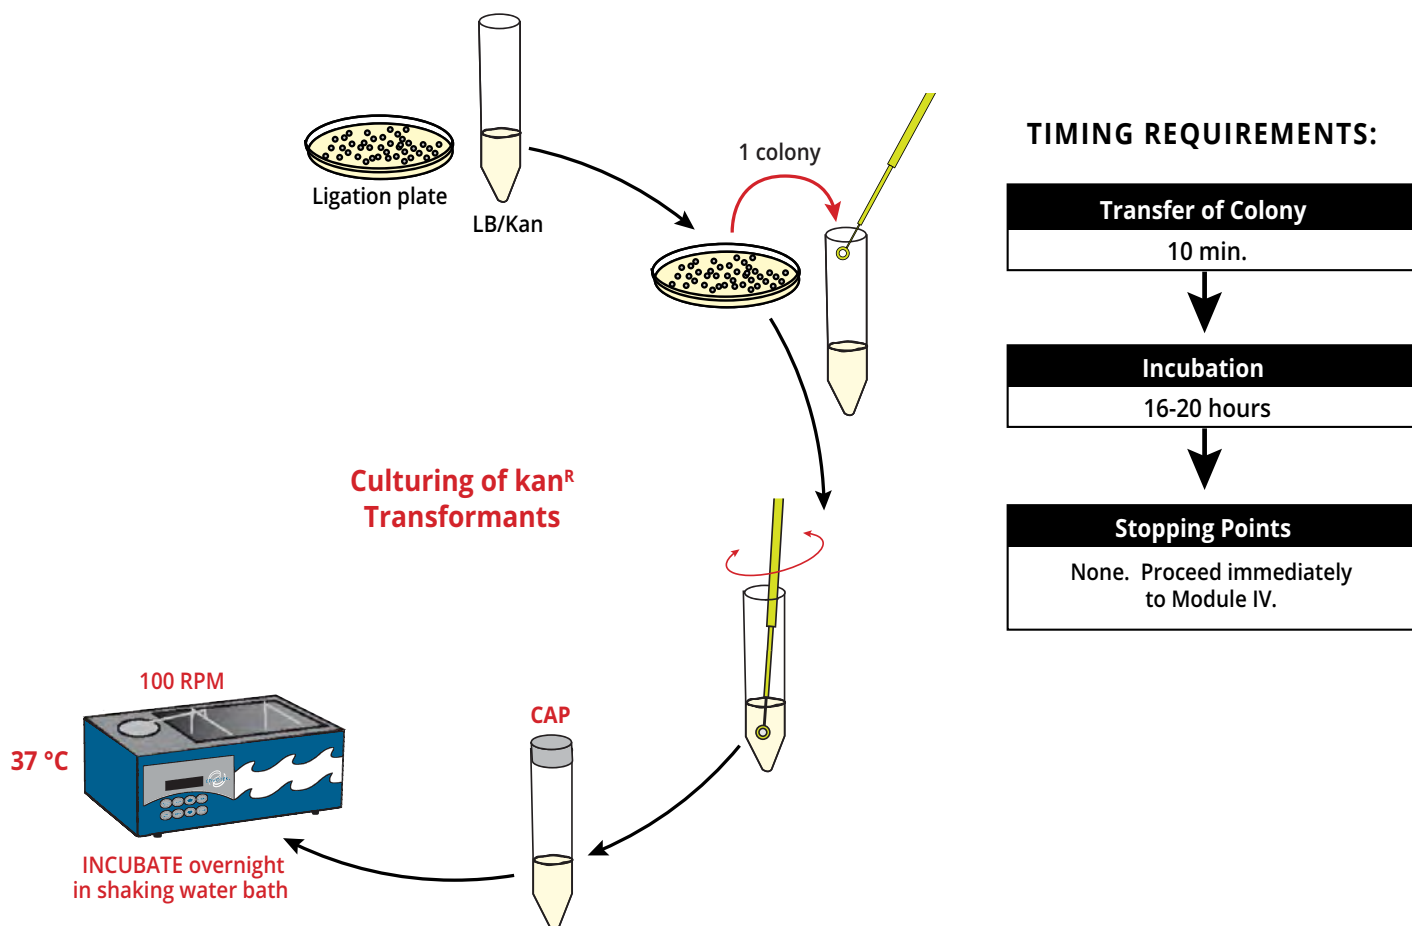 Ligation plate
LB/Kan
1 colony
TIMING REQUIREMENTS:
Transfer of Colony
10 min.
Incubation
16-20 hours
Stopping Points
None.  Proceed immediately
to Module IV.
Culturing of kanᴿ
Transformants
100 RPM
37 °C
CAP
INCUBATE overnight
in shaking water bath